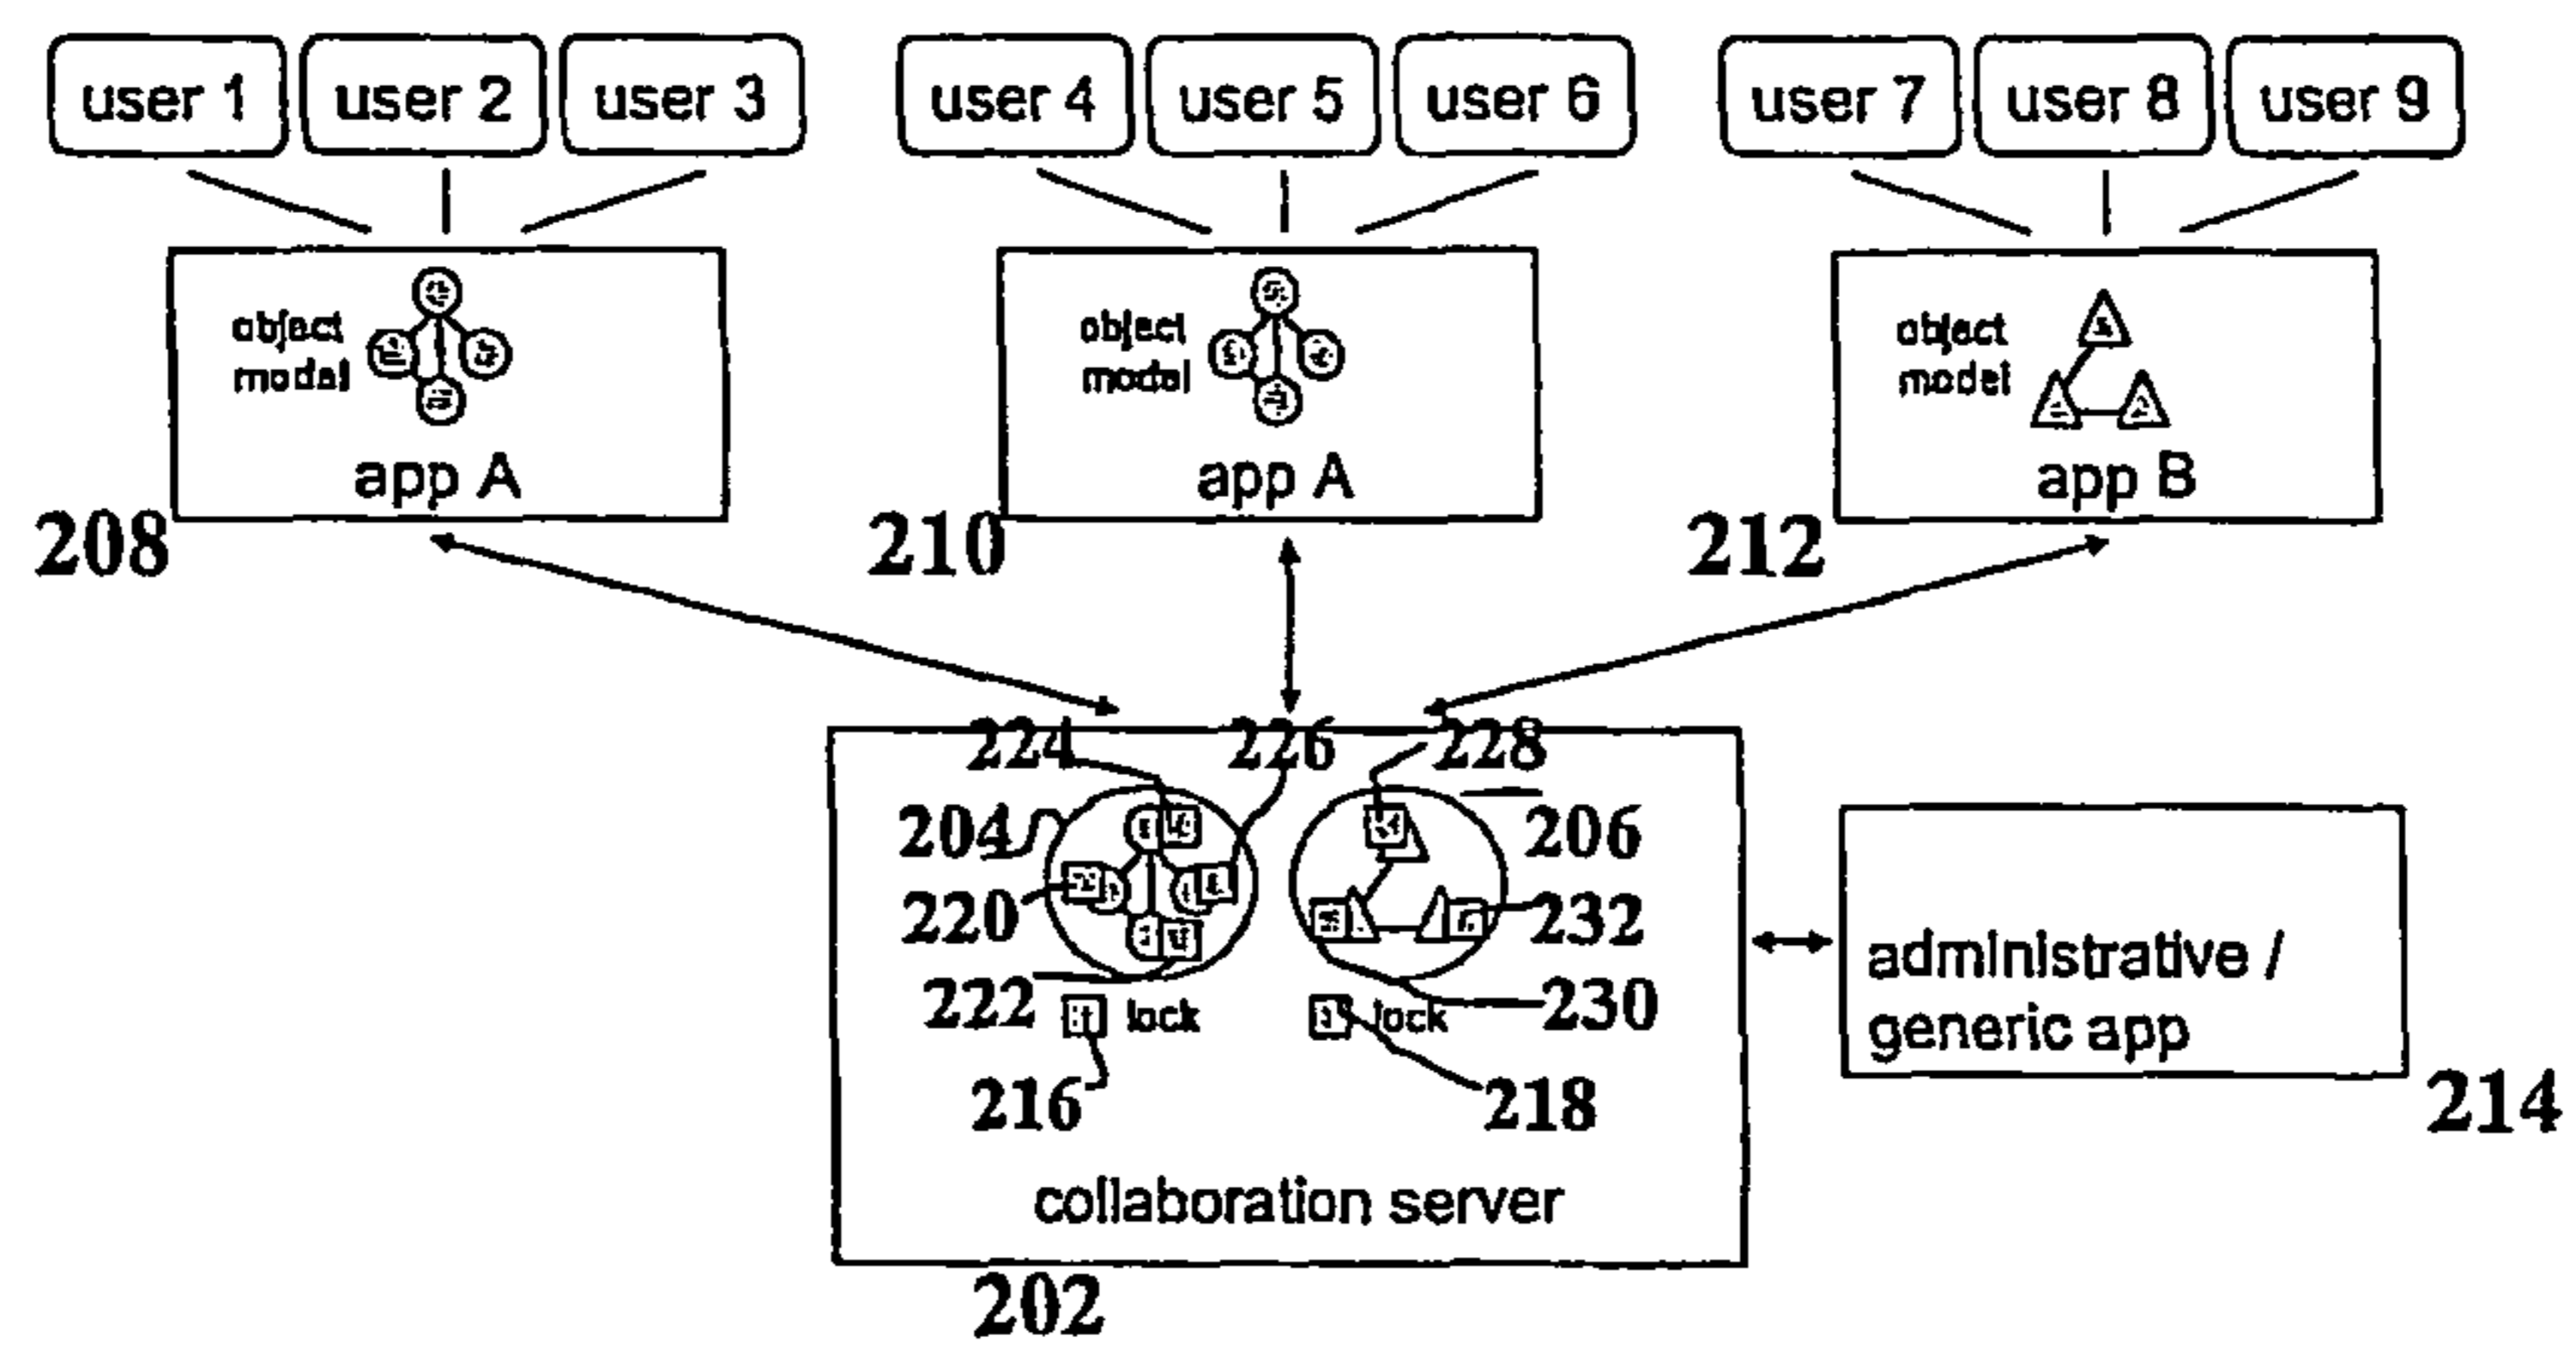 user 1 user 2 user 3 user 4 user 5 user 6 user 7 user 8 user 9
object
model
app A
208
object
model
app A
210
object
model
app B
212
224 226 228
204 206
220 232
222 lock lock 230
216 218
collaboration server
202
administrative /
generic app
214